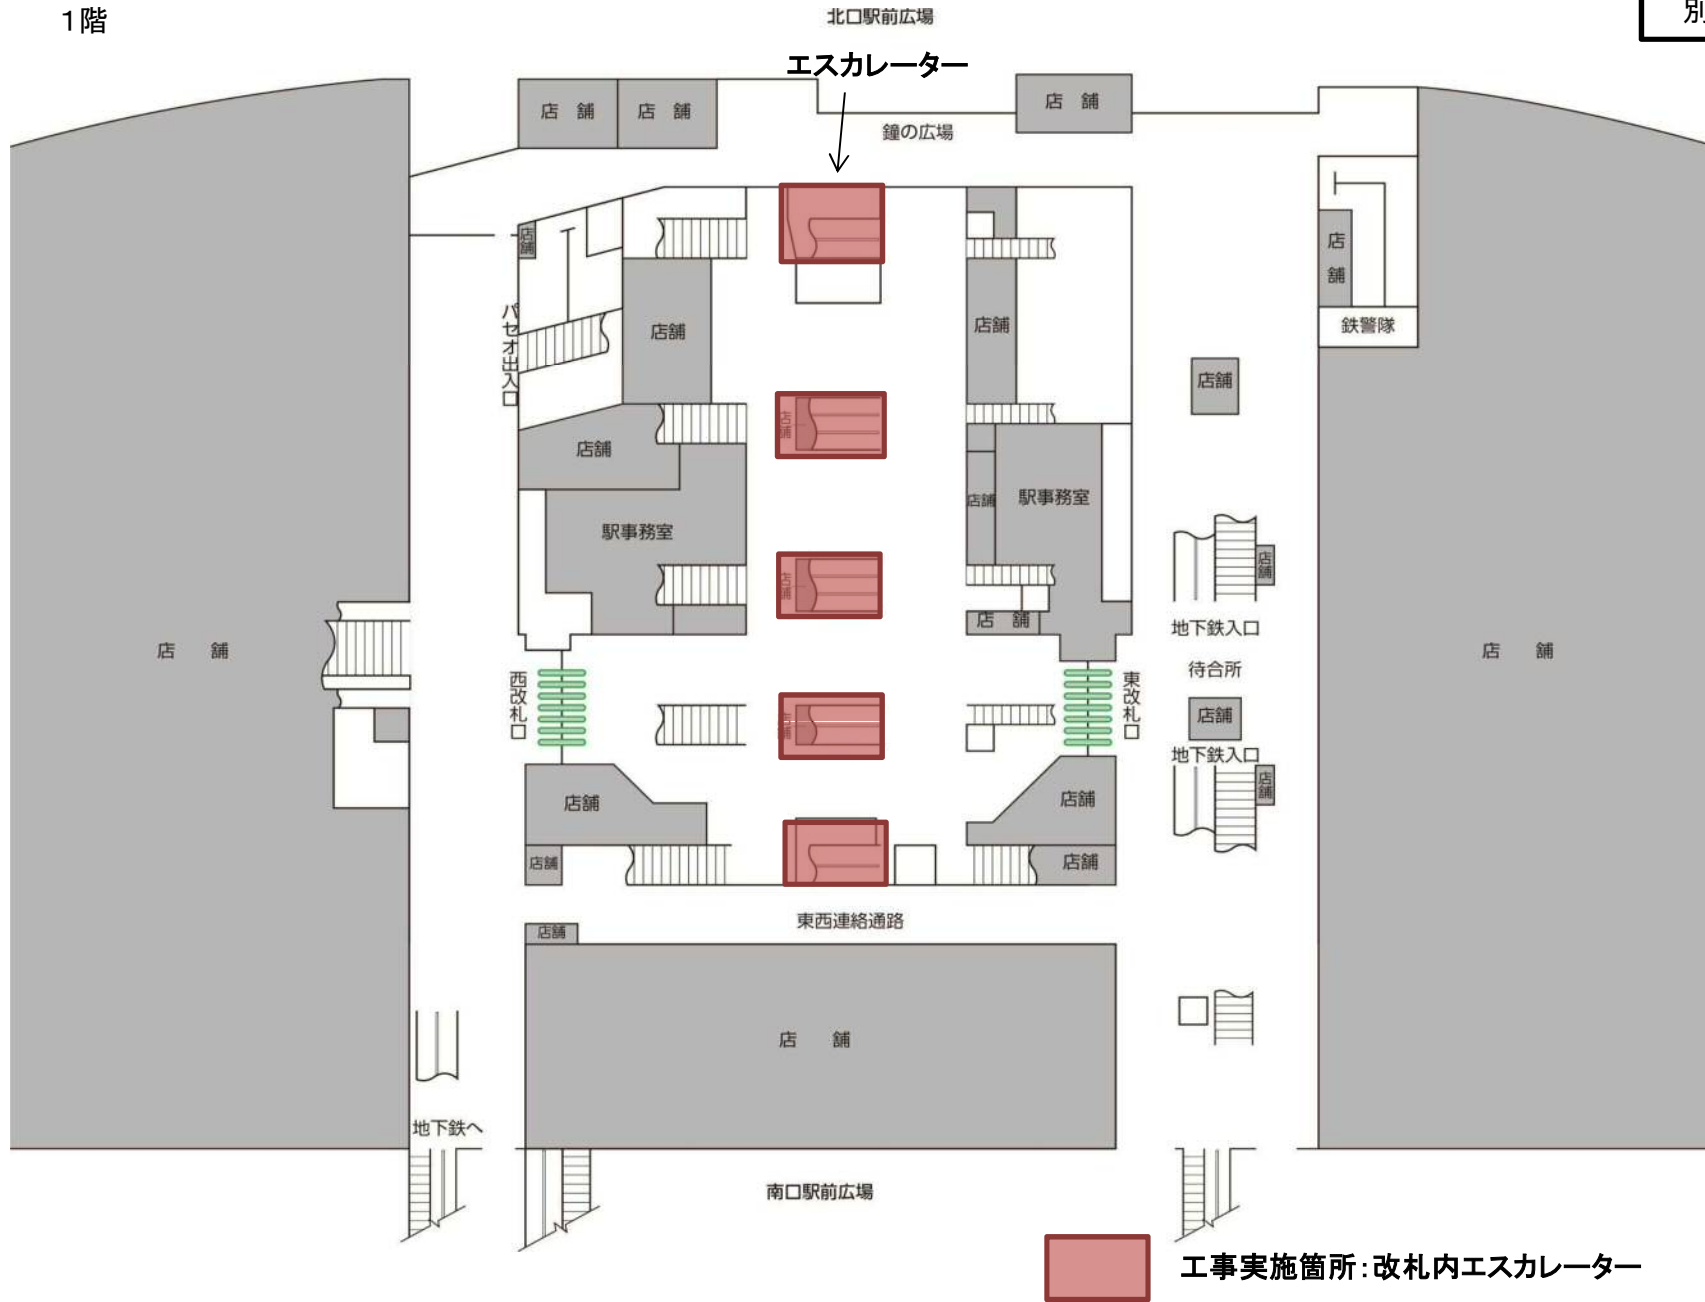 1階
北口駅前広場
別
エスカレーター
店　舗
店　舗
店　舗
鐘の広場
店舗
店舗
鉄警隊
パセオ出入口
店舗
店舗
店舗
店舗
店舗
店舗
駅事務室
駅事務室
店舗
店舗
店舗
店　舗
地下鉄入口
店　舗
店　舗
待合所
西改札口
東改札口
店舗
店舗
地下鉄入口
店舗
店舗
店舗
店舗
店舗
東西連絡通路
店舗
店　舗
地下鉄へ
南口駅前広場
工事実施箇所：改札内エスカレーター